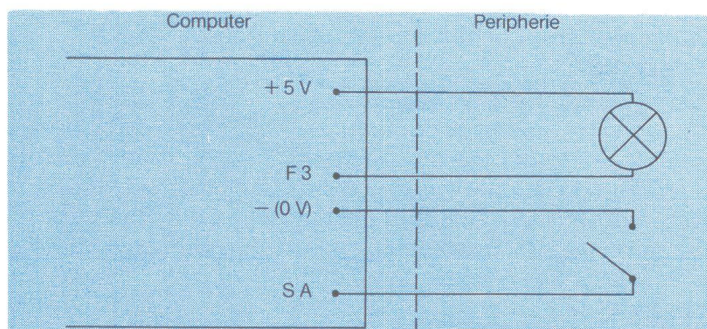 Computer Peripherie
+5 V
F 3
− (0 V)
S A